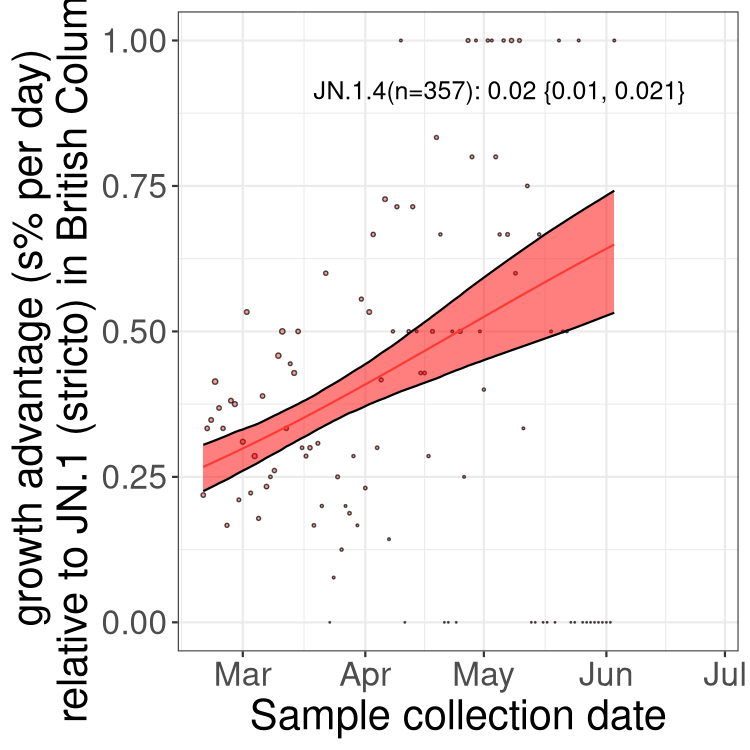 growth advantage (s% per day)
relative to JN.1 (stricto) in British Colum
1.00
0.75
0.50
0.25
0.00
JN.1.4(n=357): 0.02 {0.01, 0.021}
Mar Apr May Jun Jul
Sample collection date